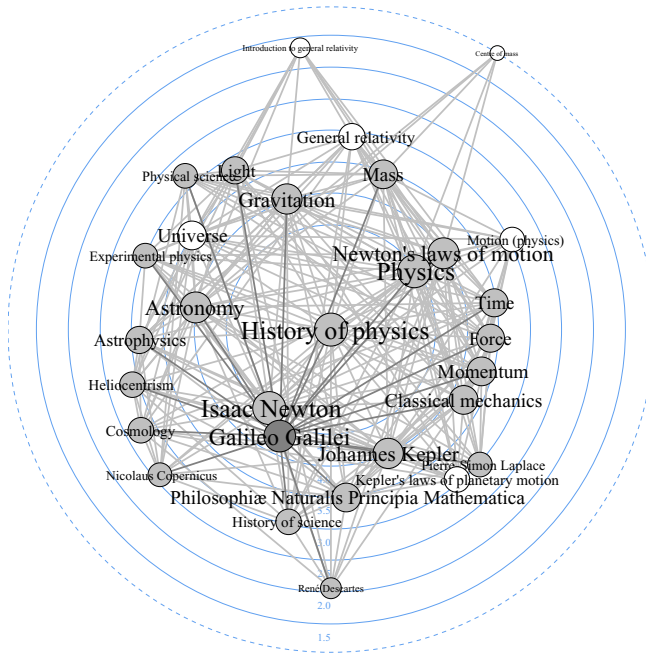 Introduction to general relativity
Centre of mass
General relativity
Physical science
Light
Mass
Gravitation
Universe
Motion (physics)
Experimental physics
Newton's laws of motion
Physics
Astronomy
Time
History of physics
Astrophysics
Force
Momentum
Heliocentrism
Classical mechanics
Isaac Newton
Cosmology
Galileo Galilei
Johannes Kepler
Pierre-Simon Laplace
Nicolaus Copernicus
Kepler's laws of planetary motion
Philosophiæ Naturalis Principia Mathematica
3.5
History of science
3.0
René Descartes
2.0
1.5